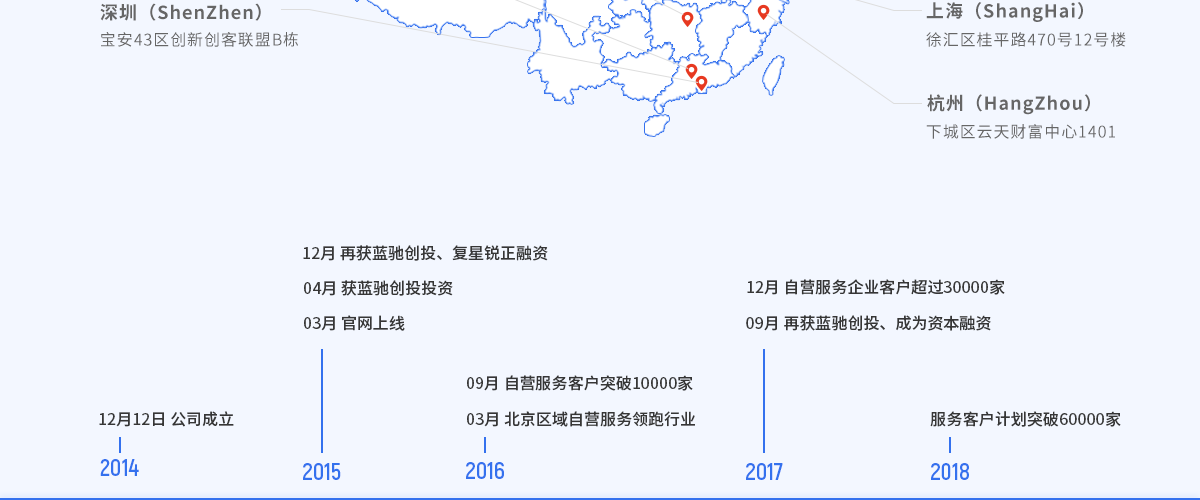 深圳（ShenZhen）
宝安43区创新创客联盟B栋
上海（ShangHai）
徐汇区桂平路470号12号楼
杭州（HangZhou）
下城区云天财富中心1401
12月12日 公司成立
2014
12月 再获蓝驰创投、复星锐正融资
04月 获蓝驰创投投资
03月 官网上线
2015
09月 自营服务客户突破10000家
03月 北京区域自营服务领跑行业
2016
12月 自营服务企业客户超过30000家
09月 再获蓝驰创投、成为资本融资
2017
服务客户计划突破60000家
2018